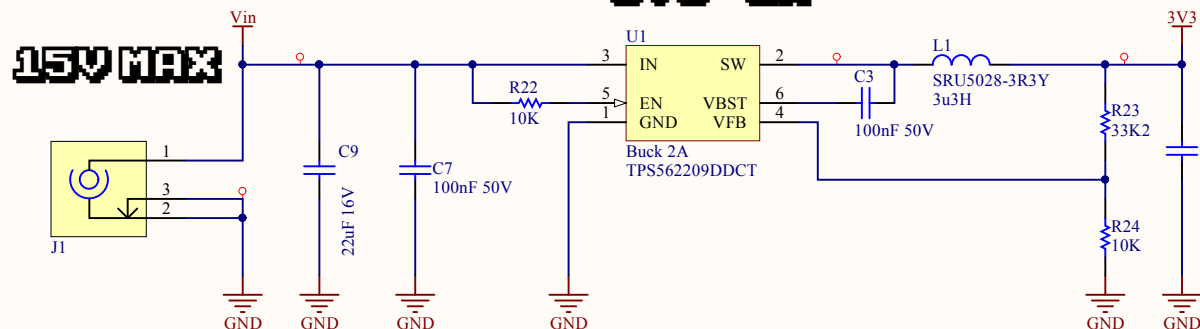 Vin
3V3
15V MAX
U1
3
IN
SW
2
L1
SRU5028-3R3Y
3u3H
R22
10K
5
EN
VBST
6
C3
100nF 50V
1
GND
VFB
4
R23
33K2
Buck 2A
TPS562209DDCT
1
3
2
J1
C9
22uF 16V
C7
100nF 50V
R24
10K
GND
GND
GND
GND
GND
GND